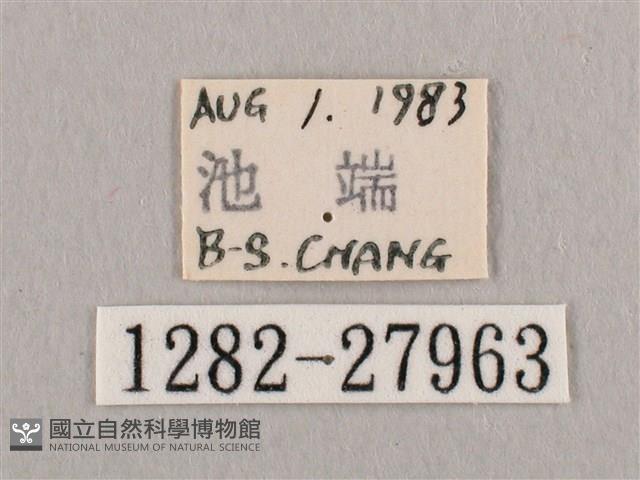 AUG 1. 1983
池 端
B-S. CHANG
1282-27963
國立自然科學博物館
NATIONAL MUSEUM OF NATURAL SCIENCE